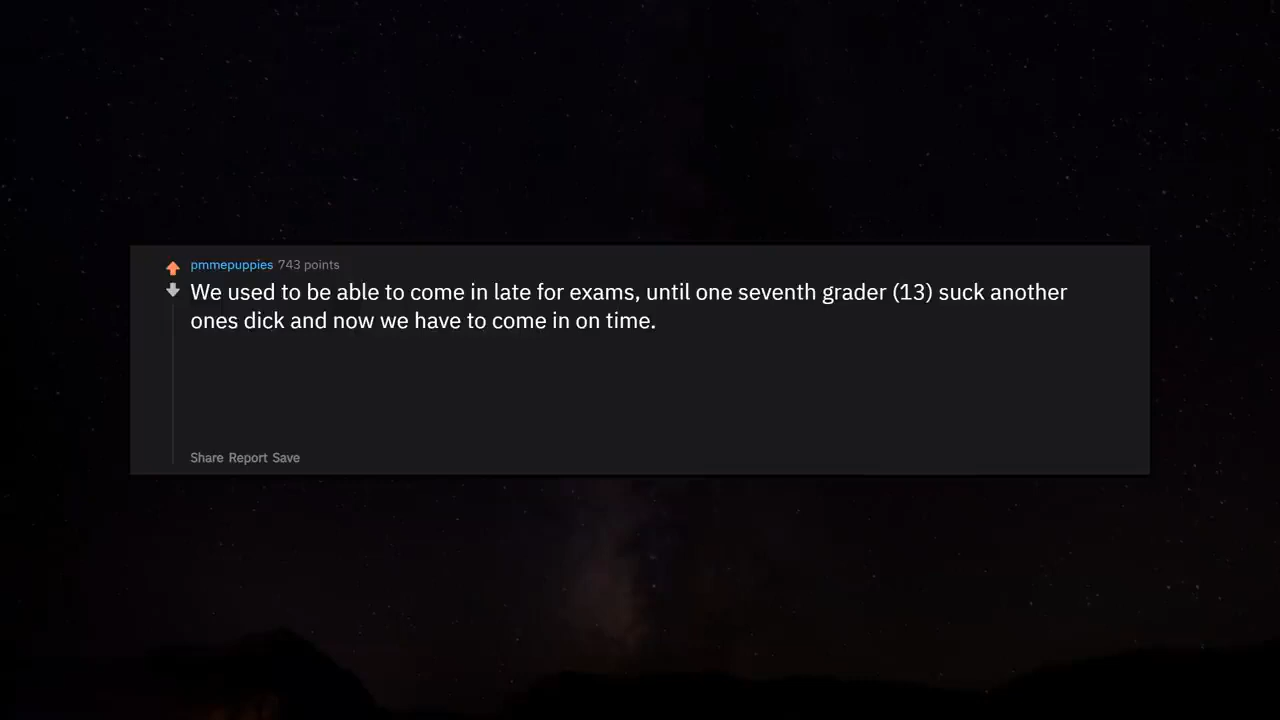 pmmepuppies 743 points
We used to be able to come in late for exams, until one seventh grader (13) suck another
ones dick and now we have to come in on time.
Share Report Save